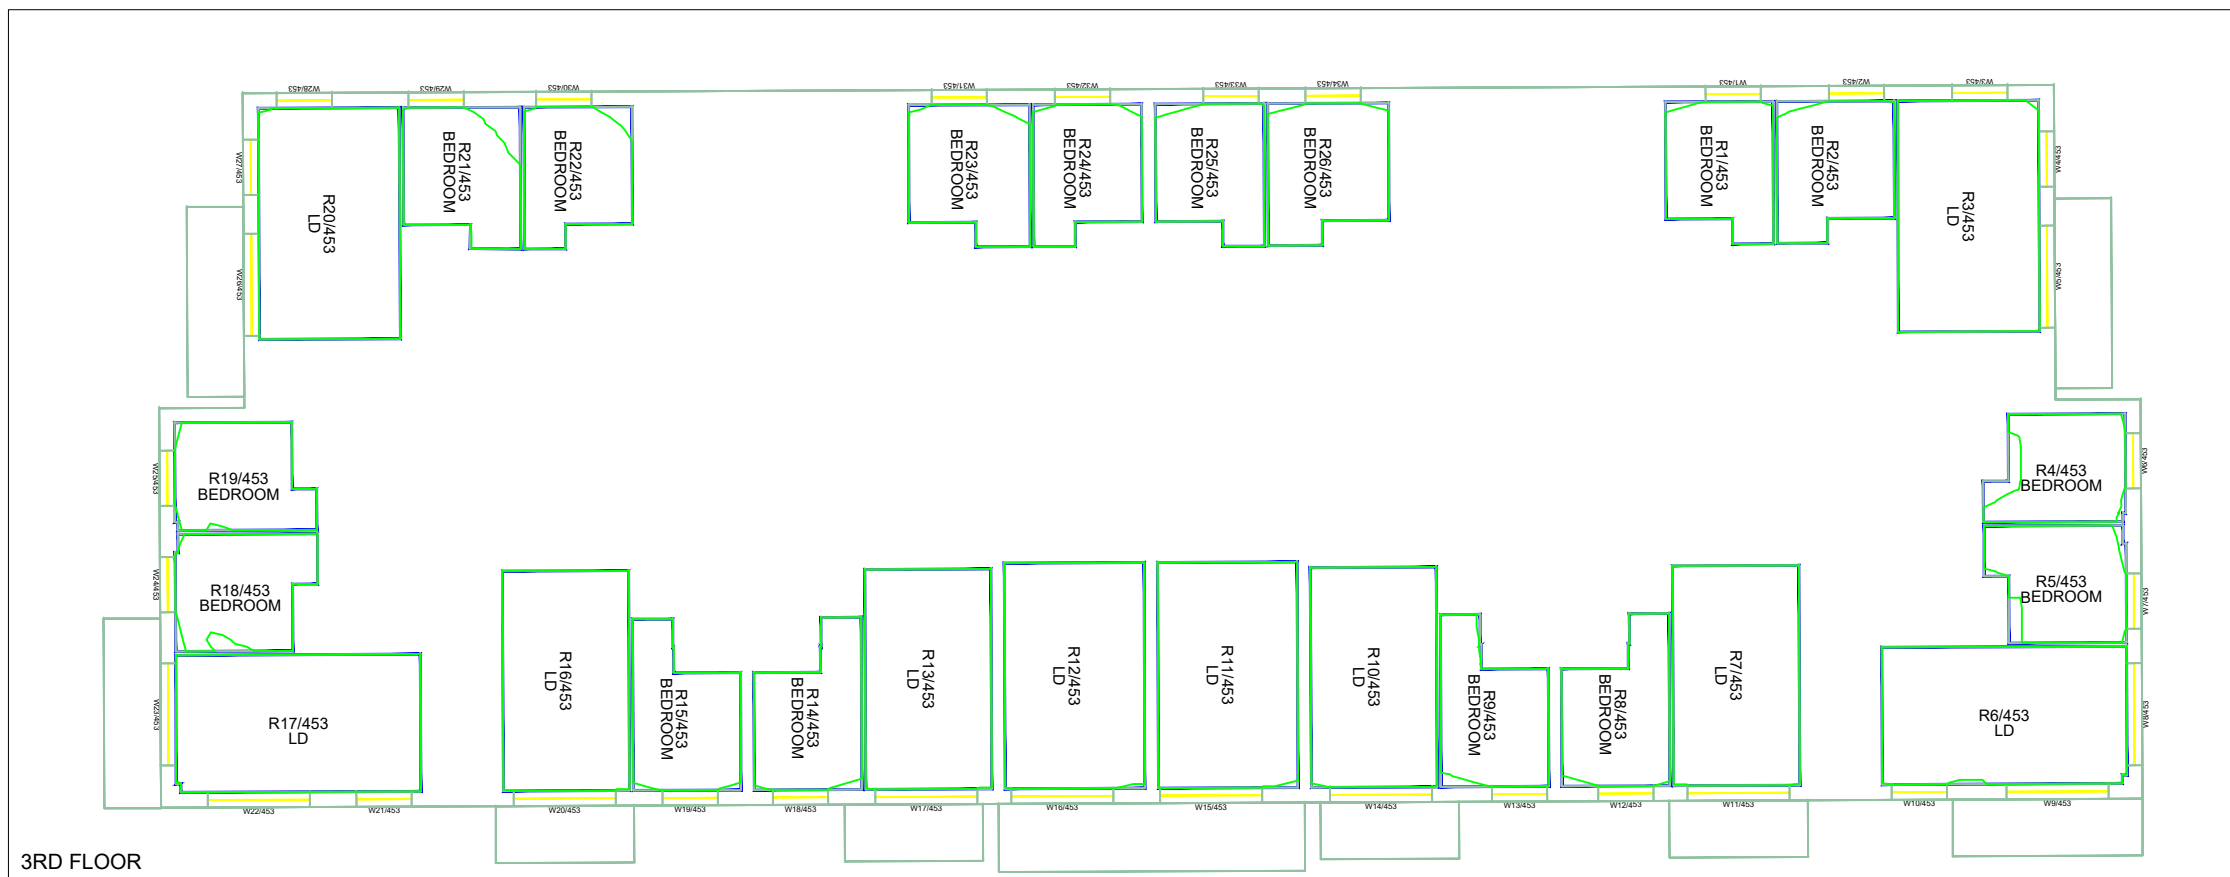 W28/453
W29/453
W30/453
W31/453
W32/453
W33/453
W34/453
W1/453
W2/453
W3/453
W27/453
W26/453
W4/453
W5/453
R20/453
LD
R21/453
BEDROOM
R22/453
BEDROOM
R23/453
BEDROOM
R24/453
BEDROOM
R25/453
BEDROOM
R26/453
BEDROOM
R1/453
BEDROOM
R2/453
BEDROOM
R3/453
LD
W25/453
R19/453
BEDROOM
R4/453
BEDROOM
W6/453
W24/453
R18/453
BEDROOM
R5/453
BEDROOM
W7/453
W23/453
R17/453
LD
R16/453
LD
R15/453
BEDROOM
R14/453
BEDROOM
R13/453
LD
R12/453
LD
R11/453
LD
R10/453
LD
R9/453
BEDROOM
R8/453
BEDROOM
R7/453
LD
R6/453
LD
W8/453
W22/453
W21/453
W20/453
W19/453
W18/453
W17/453
W16/453
W15/453
W14/453
W13/453
W12/453
W11/453
W10/453
W9/453
3RD FLOOR